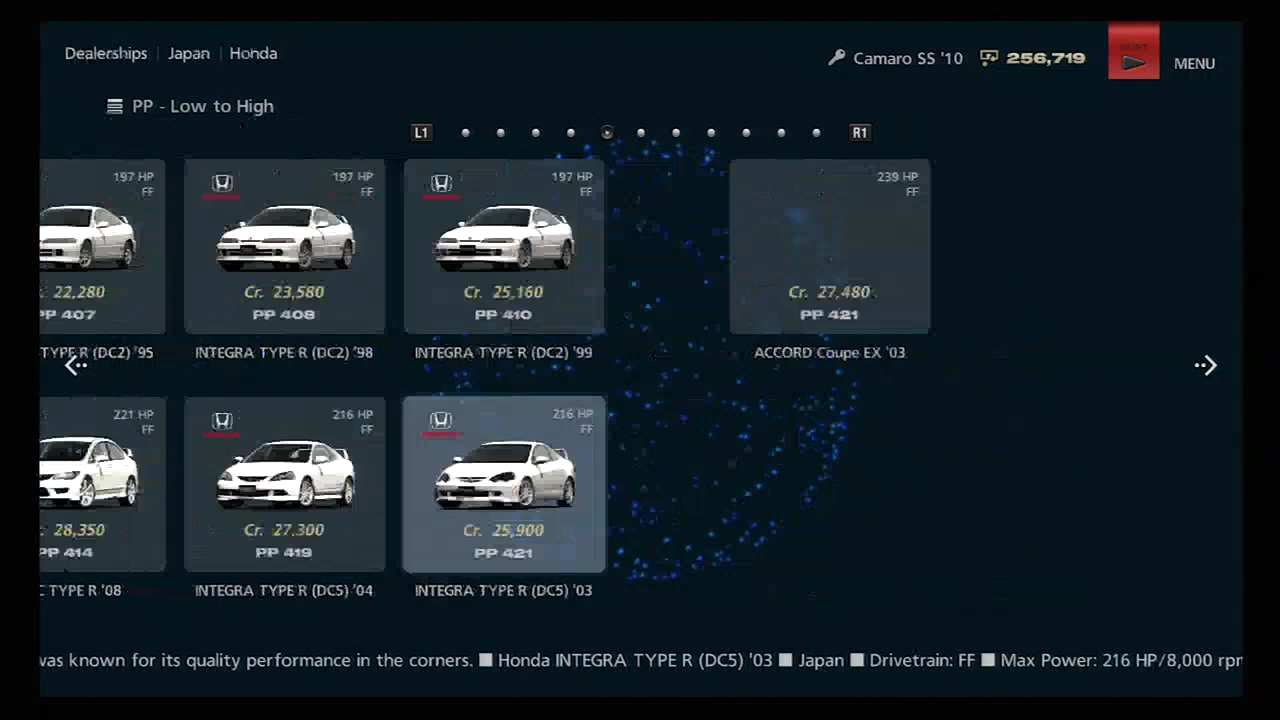 Dealerships | Japan | Honda
Camaro SS '10
256,719
MENU
PP - Low to High
L1
R1
197 HP
FF
197 HP
FF
197 HP
FF
239 HP
FF
22,280
Cr. 23,580
Cr. 25,160
Cr. 27,480
PP 407
PP 408
PP 410
PP 421
TYPE R (DC2) '95
INTEGRA TYPE R (DC2) '98
INTEGRA TYPE R (DC2) '99
ACCORD Coupe EX '03
221 HP
FF
216 HP
FF
216 HP
FF
28,350
Cr. 27,300
Cr. 25,900
PP 414
PP 419
PP 421
TYPE R '08
INTEGRA TYPE R (DC5) '04
INTEGRA TYPE R (DC5) '03
was known for its quality performance in the corners. ■ Honda INTEGRA TYPE R (DC5) '03 ■ Japan ■ Drivetrain: FF ■ Max Power: 216 HP/8,000 rpm